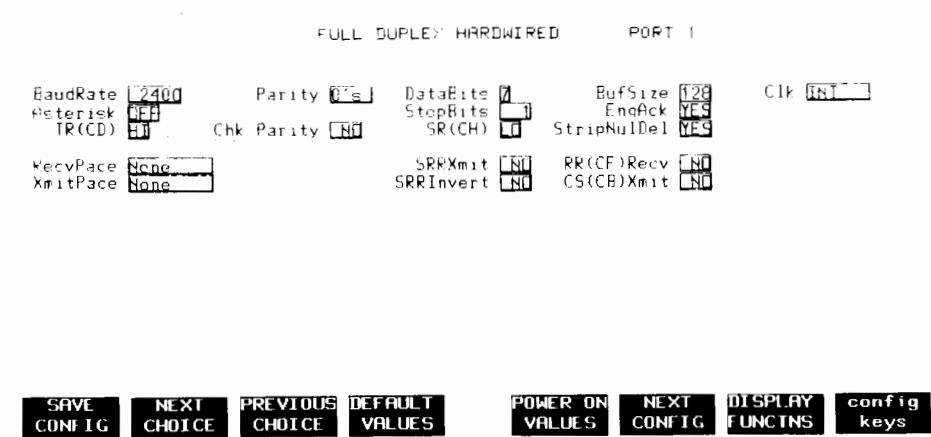 FULL DUPLEX HARDWIRED PORT 1
BaudRate 2400 Parity 0's DataBits 7 BufSize 128 Clk INT
Asterisk OFF StopBits 1 EnqAck YES
TR(CD) HI Chk Parity NO SR(CH) LO StripNulDel YES
RecvPace None SRRXmit NO RR(CF)Recv NO
XmitPace None SRRInvert NO CS(CB)Xmit NO
SAVE CONFIG NEXT CHOICE PREVIOUS CHOICE DEFAULT VALUES POWER ON VALUES NEXT CONFIG DISPLAY FUNCTNS config keys